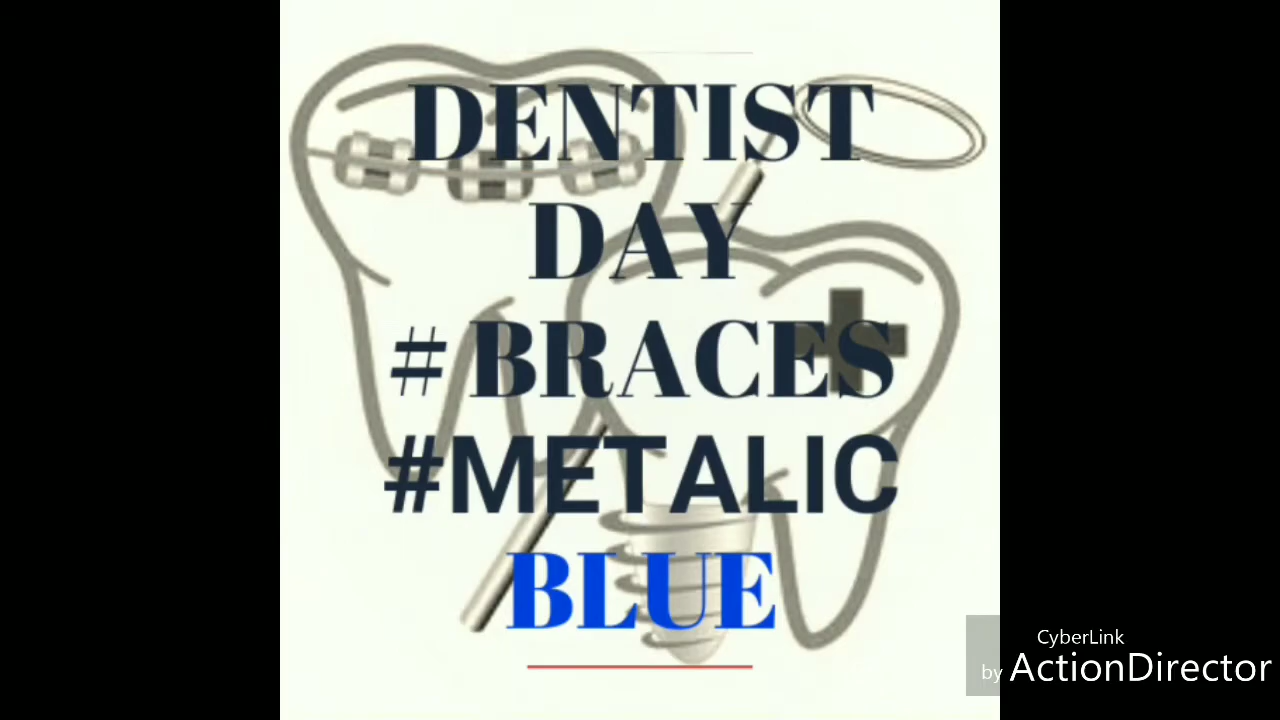 DENTIST
DAY
# BRACES
#METALIC
BLUE
CyberLink
by ActionDirector